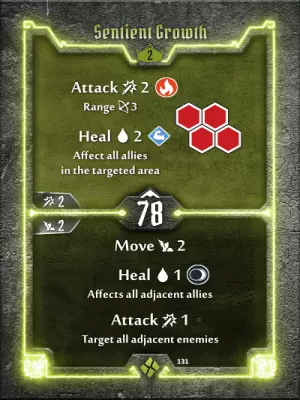 Sentient Growth
2
Attack 2
Range 3
Heal 2
Affect all allies
in the targeted area
2
78
2
Move 2
Heal 1
Affects all adjacent allies
Attack 1
Target all adjacent enemies
131